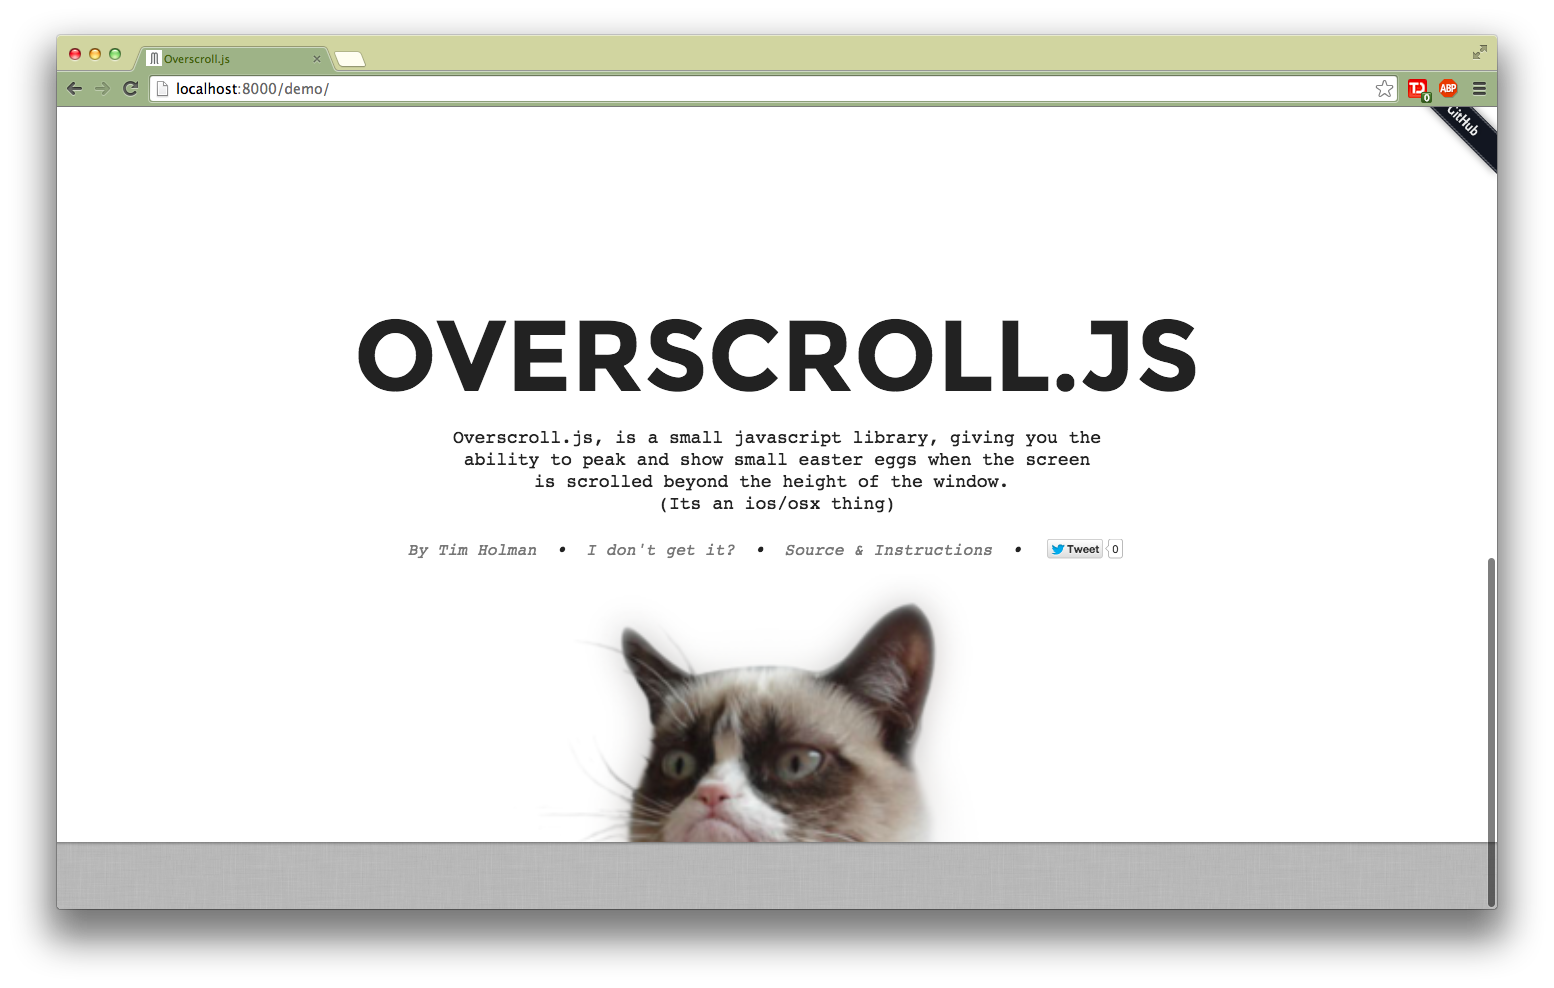 Overscroll.js
localhost:8000/demo/
TD
0
ABP
GitHub
OVERSCROLL.JS
Overscroll.js, is a small javascript library, giving you the
ability to peak and show small easter eggs when the screen
is scrolled beyond the height of the window.
(Its an ios/osx thing)
By Tim Holman • I don't get it? • Source & Instructions • Tweet 0